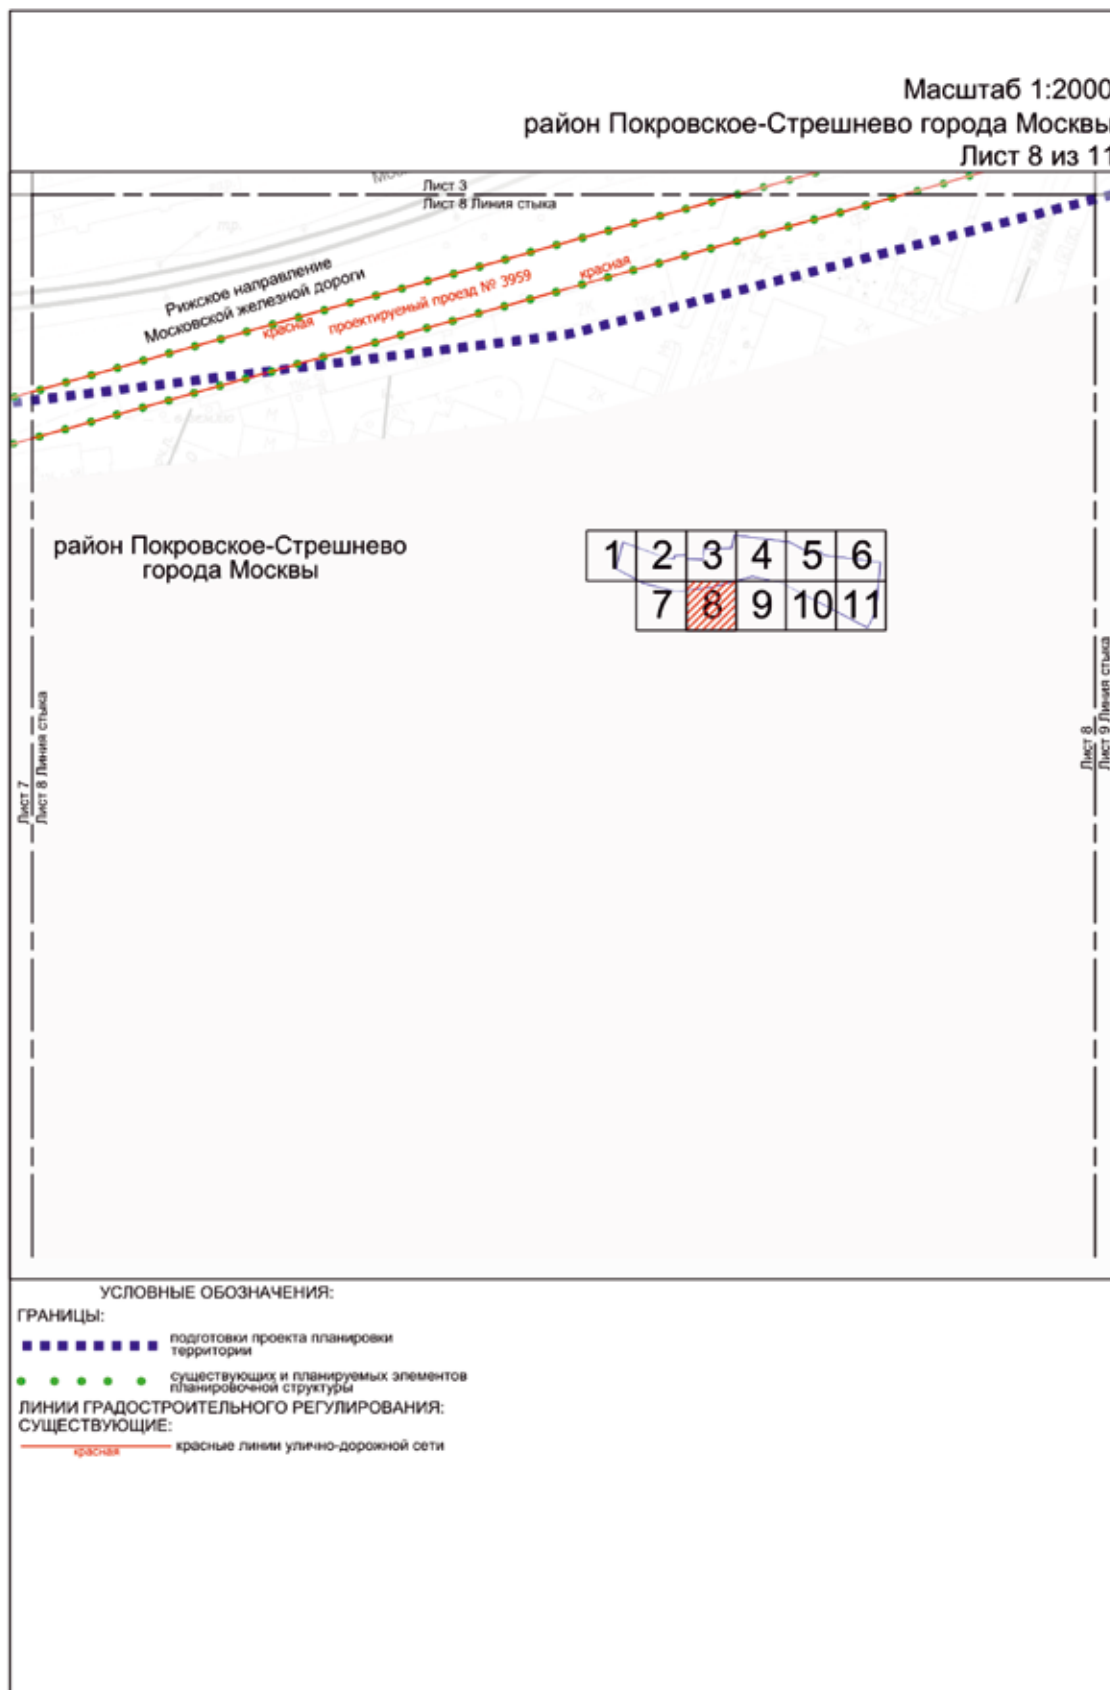 Масштаб 1:2000
район Покровское-Стрешнево города Москвы
Лист 8 из 11
Лист 3
Лист 8 Линия стыка
Рижское направление
Московской железной дороги
красная
проектируемый проезд № 3959
красная
район Покровское-Стрешнево
города Москвы
1 2 3 4 5 6
7 8 9 10 11
Лист 7
Лист 8 Линия стыка
Лист 8
Лист 9 Линия стыка
УСЛОВНЫЕ ОБОЗНАЧЕНИЯ:
ГРАНИЦЫ:
подготовки проекта планировки
территории
существующих и планируемых элементов
планировочной структуры
ЛИНИИ ГРАДОСТРОИТЕЛЬНОГО РЕГУЛИРОВАНИЯ:
СУЩЕСТВУЮЩИЕ:
красная
красные линии улично-дорожной сети